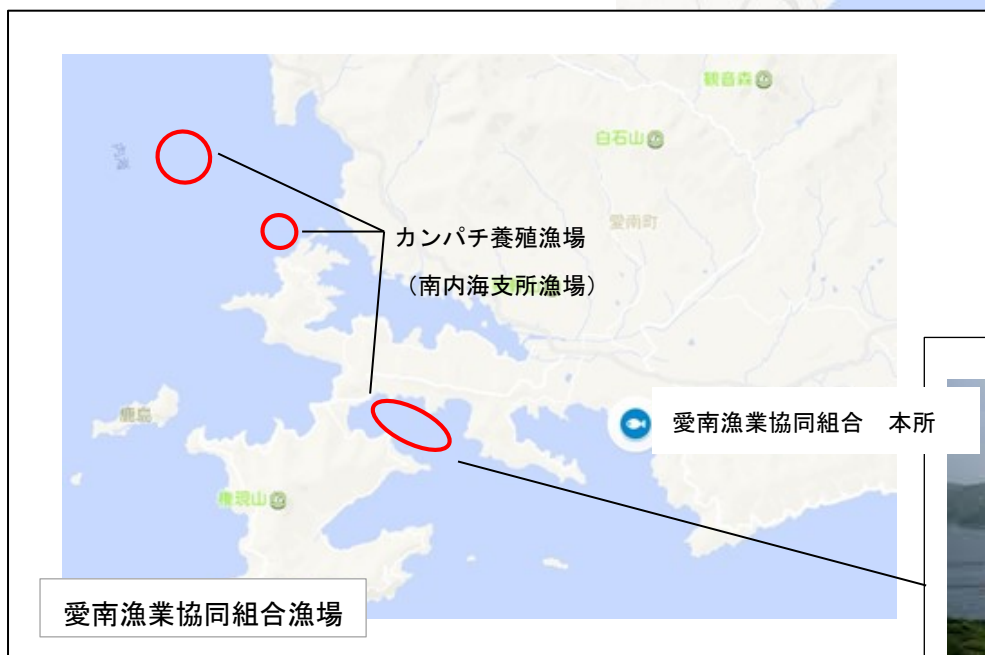 観音森
白石山
内海
愛南町
カンパチ養殖漁場
（南内海支所漁場）
鹿島
愛南漁業協同組合　本所
権現山
愛南漁業協同組合漁場